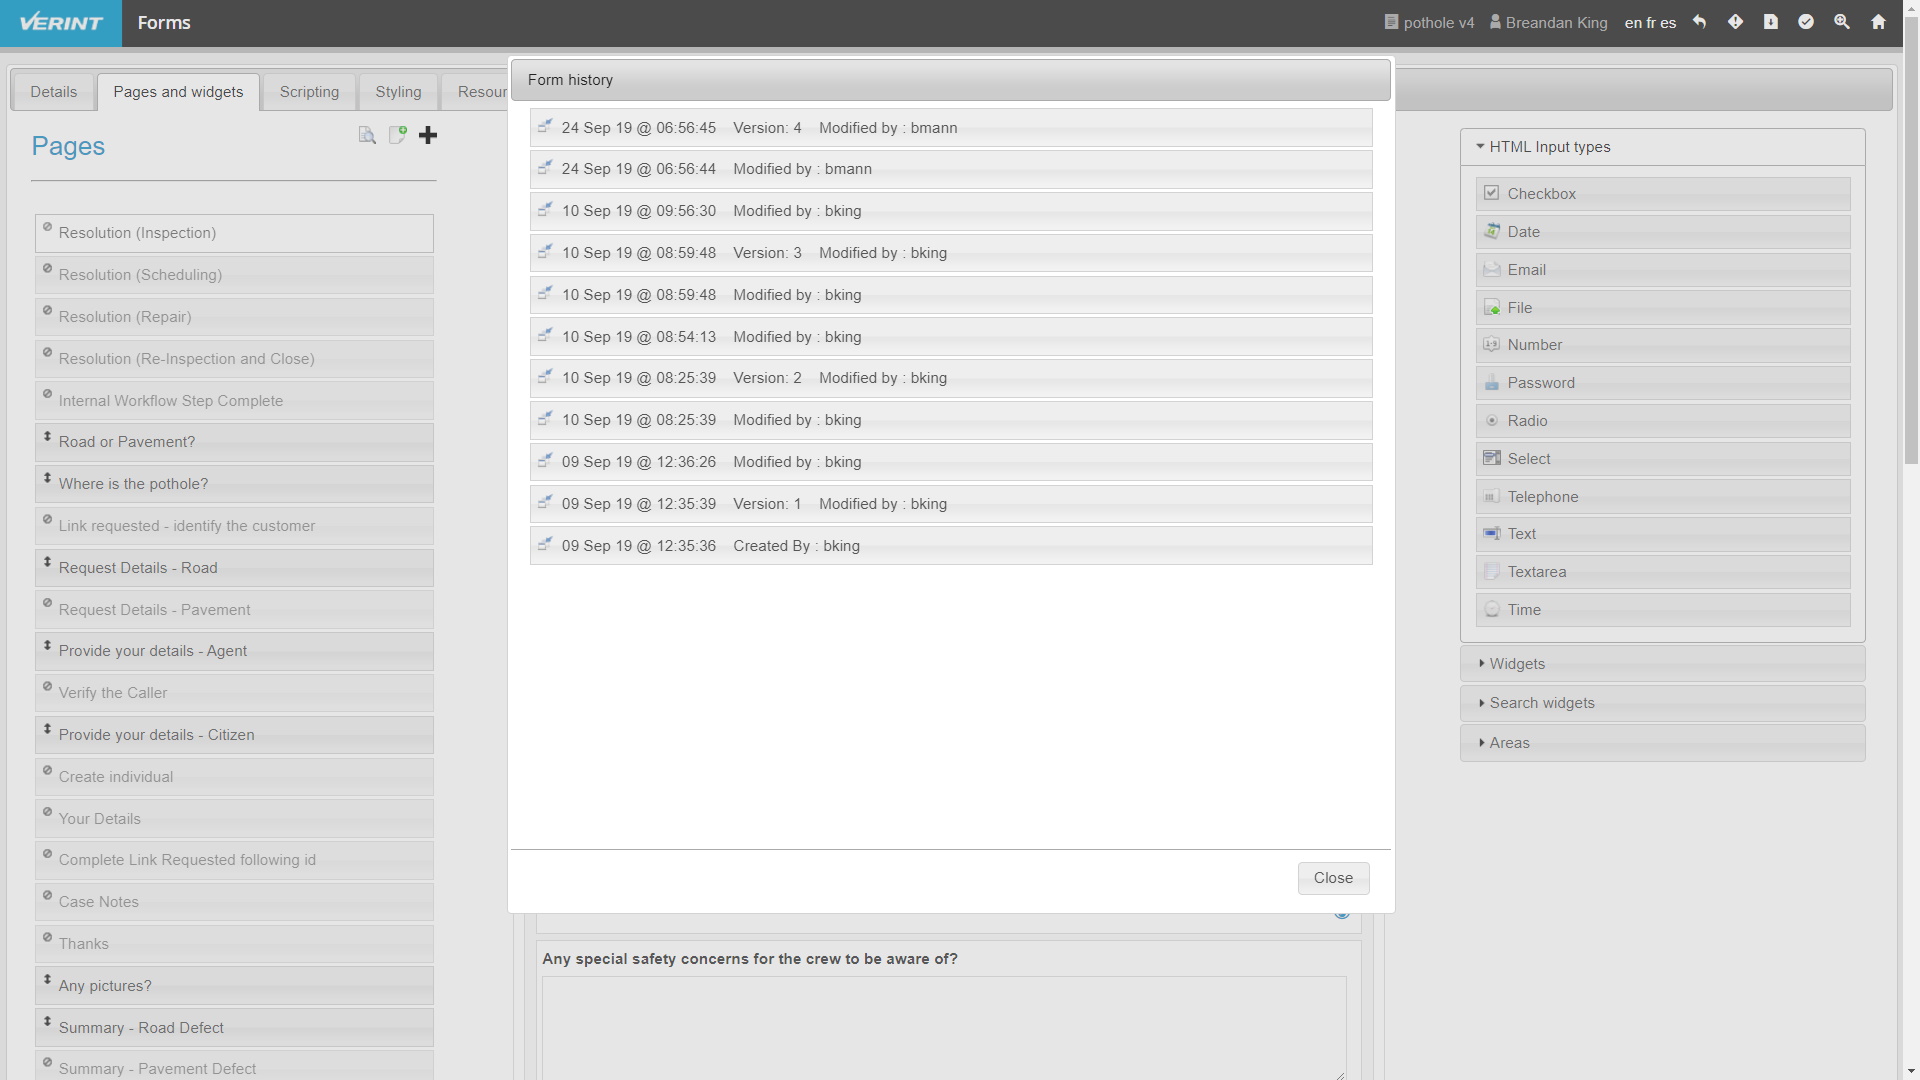 VERINT Forms pothole v4 Breandan King en fr es
Details Pages and widgets Scripting Styling Resour
Form history
Pages
Resolution (Inspection)
Resolution (Scheduling)
Resolution (Repair)
Resolution (Re-Inspection and Close)
Internal Workflow Step Complete
Road or Pavement?
Where is the pothole?
Link requested - identify the customer
Request Details - Road
Request Details - Pavement
Provide your details - Agent
Verify the Caller
Provide your details - Citizen
Create individual
Your Details
Complete Link Requested following id
Case Notes
Thanks
Any pictures?
Summary - Road Defect
Summary - Pavement Defect
24 Sep 19 @ 06:56:45 Version: 4 Modified by : bmann
24 Sep 19 @ 06:56:44 Modified by : bmann
10 Sep 19 @ 09:56:30 Modified by : bking
10 Sep 19 @ 08:59:48 Version: 3 Modified by : bking
10 Sep 19 @ 08:59:48 Modified by : bking
10 Sep 19 @ 08:54:13 Modified by : bking
10 Sep 19 @ 08:25:39 Version: 2 Modified by : bking
10 Sep 19 @ 08:25:39 Modified by : bking
09 Sep 19 @ 12:36:26 Modified by : bking
09 Sep 19 @ 12:35:39 Version: 1 Modified by : bking
09 Sep 19 @ 12:35:36 Created By : bking
Close
Any special safety concerns for the crew to be aware of?
HTML Input types
Checkbox
Date
Email
File
Number
Password
Radio
Select
Telephone
Text
Textarea
Time
Widgets
Search widgets
Areas